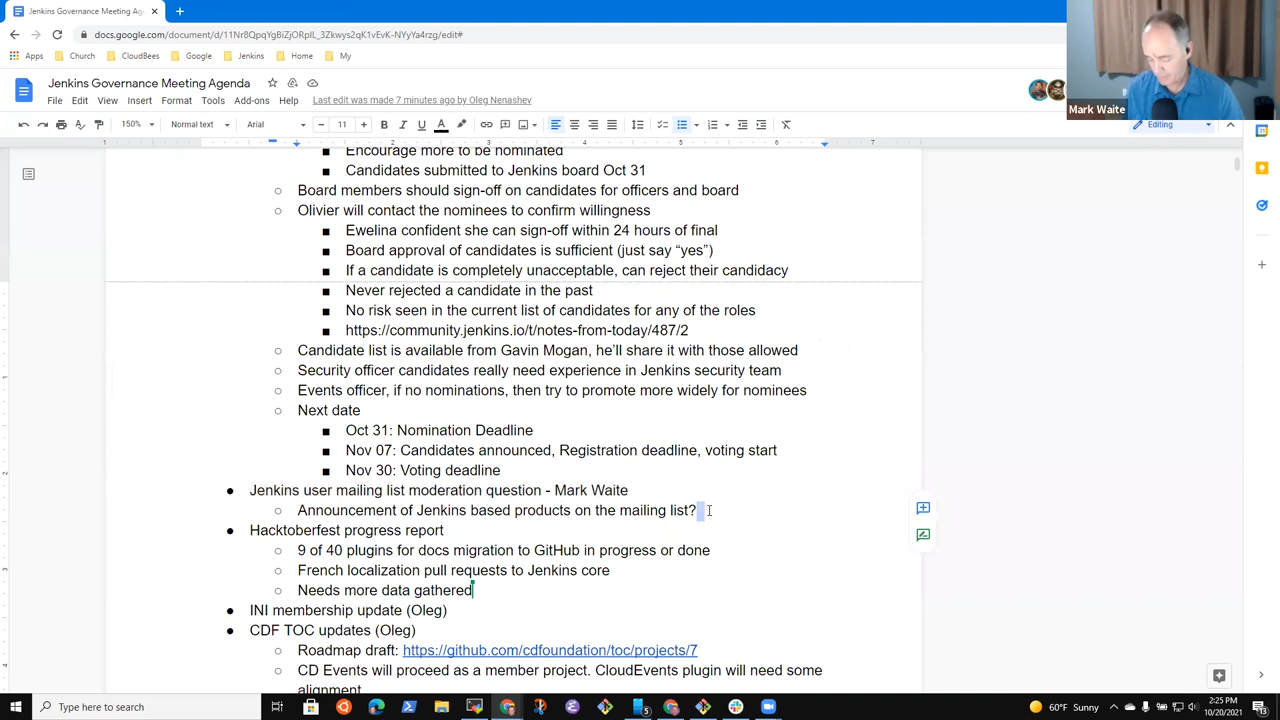 Jenkins Governance Meeting Agenda
docs.google.com/document/d/11Nr8QpqYgBiZjORpIL_3Zkwys2qK1vEvK-NYyYa4rzg/edit#
Apps Church CloudBees Google Jenkins Home My
Jenkins Governance Meeting Agenda
File Edit View Insert Format Tools Add-ons Help Last edit was made 7 minutes ago by Oleg Nenashev
Mark Waite
150% Normal text Arial 11 Editing
1 1 2 3 4 5 6 7
■ Encourage more to be nominated
■ Candidates submitted to Jenkins board Oct 31
○ Board members should sign-off on candidates for officers and board
○ Olivier will contact the nominees to confirm willingness
■ Ewelina confident she can sign-off within 24 hours of final
■ Board approval of candidates is sufficient (just say “yes”)
■ If a candidate is completely unacceptable, can reject their candidacy
■ Never rejected a candidate in the past
■ No risk seen in the current list of candidates for any of the roles
■ https://community.jenkins.io/t/notes-from-today/487/2
○ Candidate list is available from Gavin Mogan, he’ll share it with those allowed
○ Security officer candidates really need experience in Jenkins security team
○ Events officer, if no nominations, then try to promote more widely for nominees
○ Next date
■ Oct 31: Nomination Deadline
■ Nov 07: Candidates announced, Registration deadline, voting start
■ Nov 30: Voting deadline
● Jenkins user mailing list moderation question - Mark Waite
○ Announcement of Jenkins based products on the mailing list?
● Hacktoberfest progress report
○ 9 of 40 plugins for docs migration to GitHub in progress or done
○ French localization pull requests to Jenkins core
○ Needs more data gathered
● INI membership update (Oleg)
● CDF TOC updates (Oleg)
○ Roadmap draft: https://github.com/cdfoundation/toc/projects/7
○ CD Events will proceed as a member project. CloudEvents plugin will need some
alignment
Type here to search
60°F Sunny
2:25 PM
10/20/2021